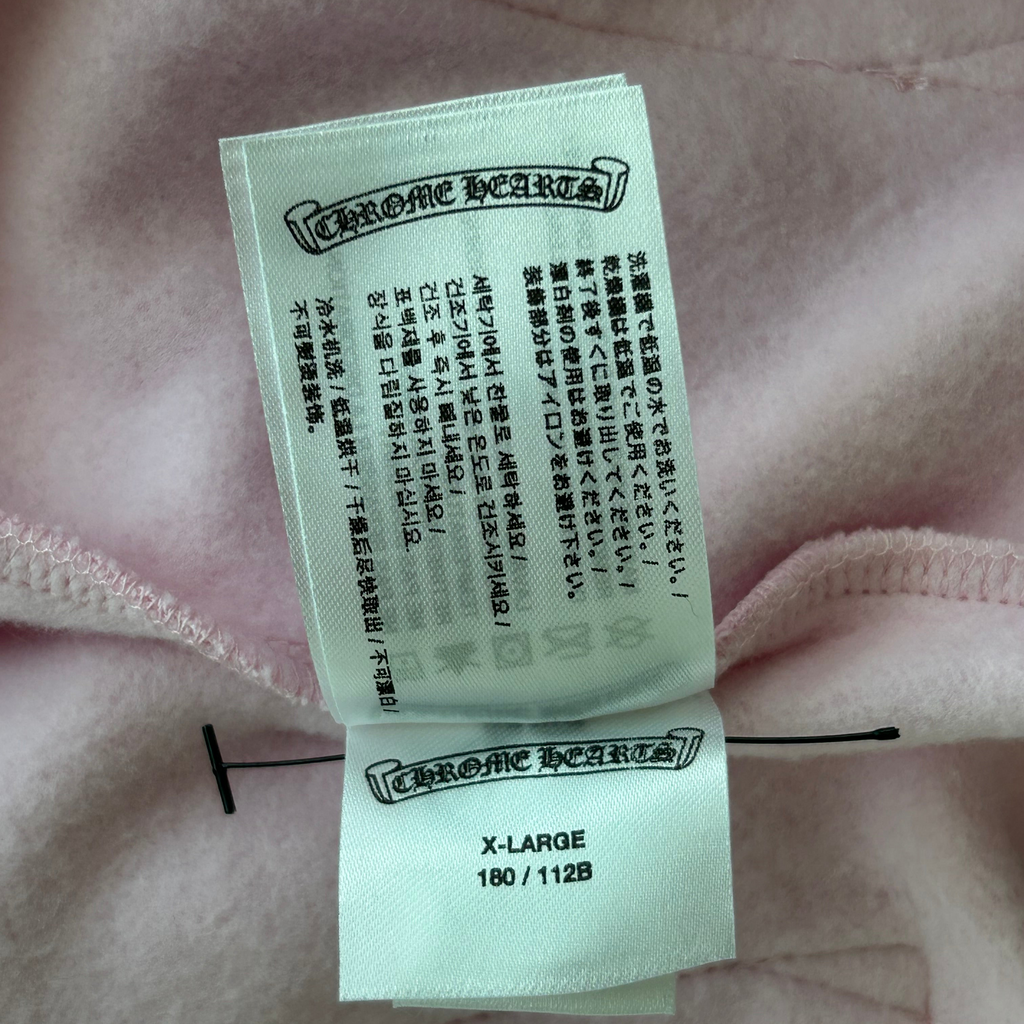 CHROME HEARTS
洗濯機で低温の水でお洗いください。/
乾燥機は低温でご使用ください。/
終了後すぐに取り出してください。/
漂白剤の使用はお避けください。/
装飾部分はアイロンをお避け下さい。
세탁기에서 찬물로 세탁하세요/
건조기에서 낮은 온도로 건조시키세요/
건조 후 즉시 꺼내세요/
표백제를 사용하지 마세요/
장식을 다림질하지 마십시오.
冷水机洗 / 低温烘干 / 干燥后尽快取出 / 不可漂白/
不可熨烫装饰。
CHROME HEARTS
X-LARGE
180 / 112B